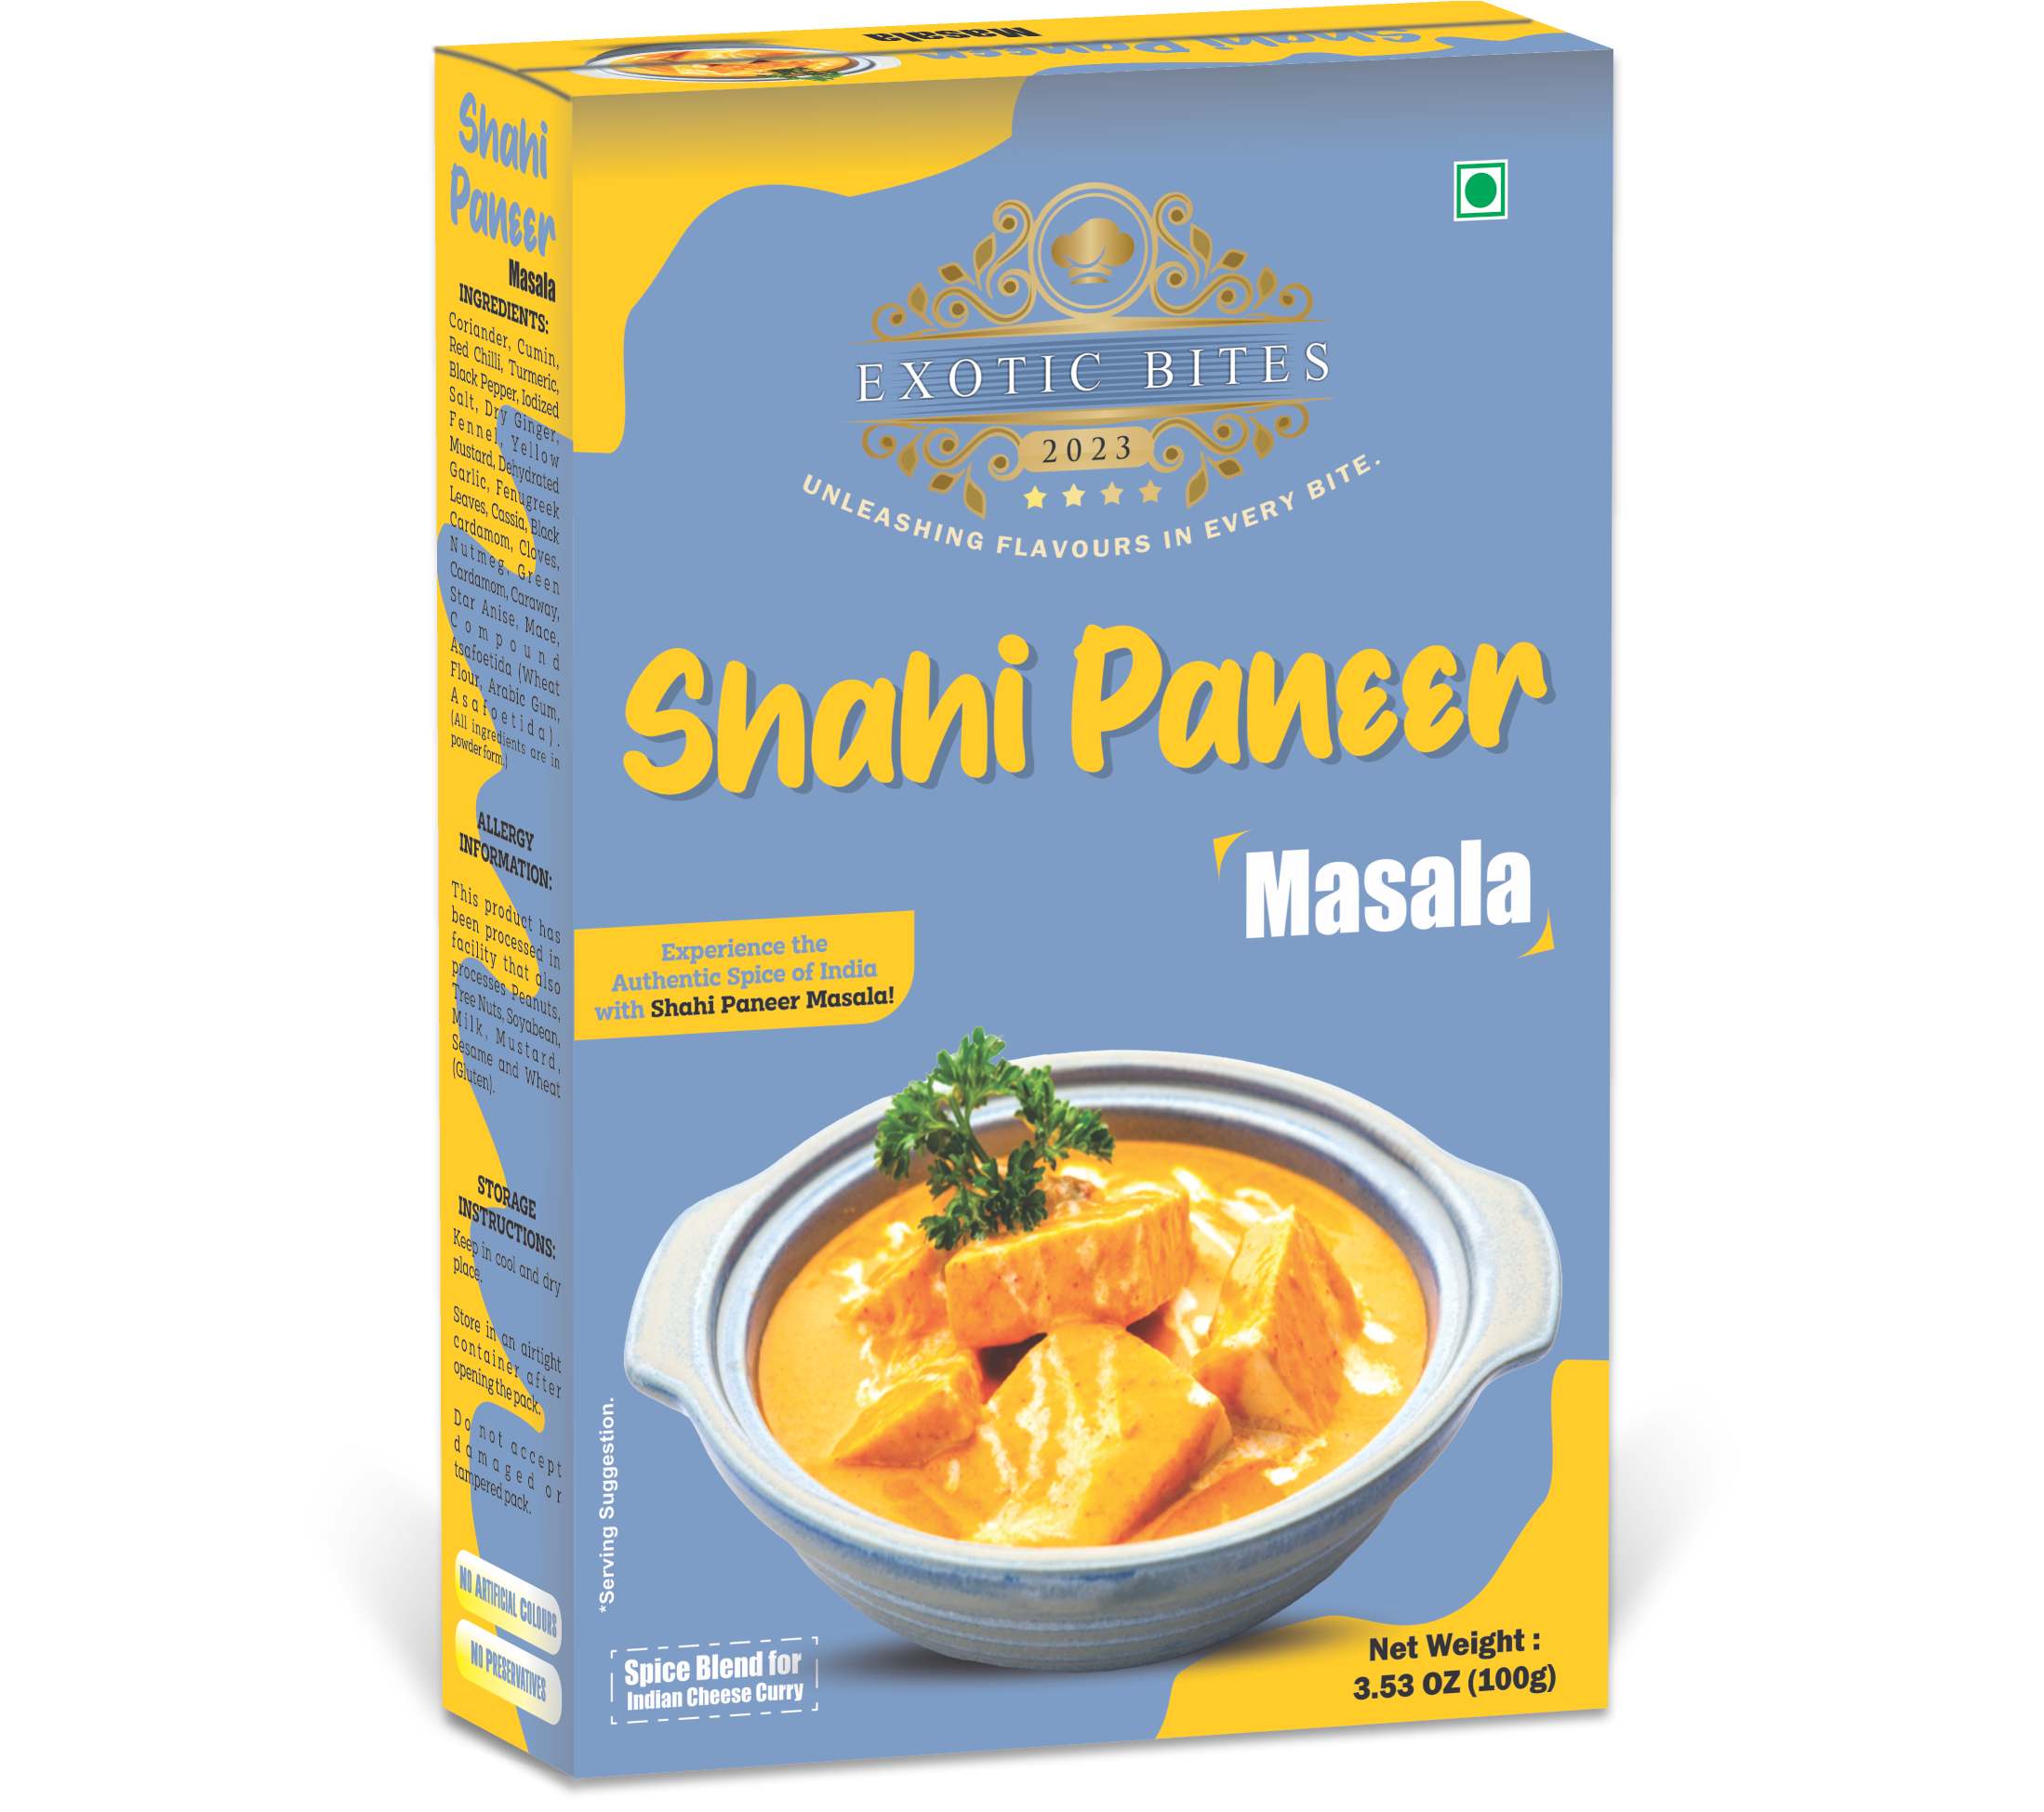 Masala
Shahi Paneer
Shahi
Paneer
Masala
INGREDIENTS:
Coriander, Cumin,
Red Chilli, Turmeric,
Black Pepper, Iodized
Salt, Dry Ginger,
Fennel, Yellow
Mustard, Dehydrated
Garlic, Fenugreek
Leaves, Cassia, Black
Cardamom, Cloves,
Nutmeg, Green
Cardamom, Caraway,
Star Anise, Mace,
Compound
Asafoetida (Wheat
Flour, Arabic Gum,
Asafoetida).
(All ingredients are in
powder form.)
ALLERGY
INFORMATION:
This product has
been processed in
facility that also
processes Peanuts,
Tree Nuts, Soyabean,
Milk, Mustard,
Sesame and Wheat
(Gluten).
STORAGE
INSTRUCTIONS:
Keep in cool and dry
place.
Store in an airtight
container after
opening the pack.
Do not accept
damaged or
tampered pack.
NO ARTIFICIAL COLOURS
NO PRESERVATIVES
EXOTIC BITES
2023
UNLEASHING FLAVOURS IN EVERY BITE.
Shahi Paneer
Masala
Experience the
Authentic Spice of India
with Shahi Paneer Masala!
*Serving Suggestion.
Spice Blend for
Indian Cheese Curry
Net Weight :
3.53 OZ (100g)